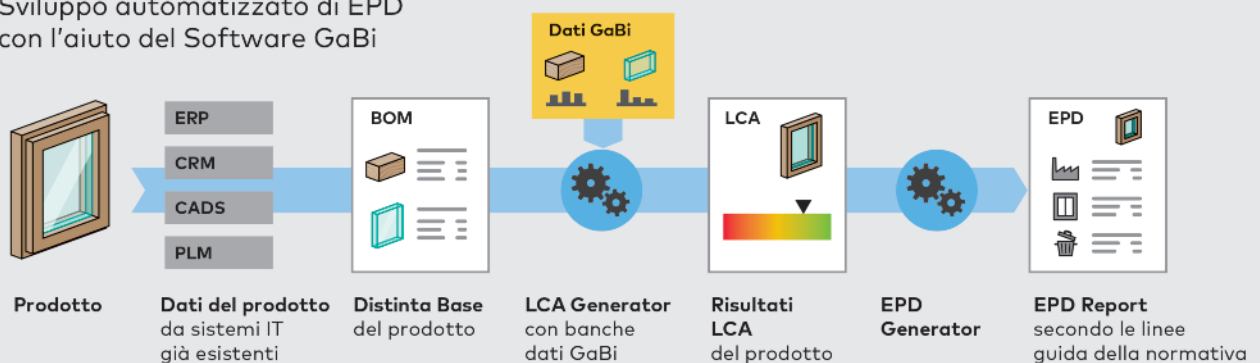 Sviluppo automatizzato di EPD
con l'aiuto del Software GaBi
Dati GaBi
ERP
CRM
CADS
PLM
BOM
LCA
EPD
Prodotto
Dati del prodotto
da sistemi IT
già esistenti
Distinta Base
del prodotto
LCA Generator
con banche
dati GaBi
Risultati
LCA
del prodotto
EPD
Generator
EPD Report
secondo le linee
guida della normativa